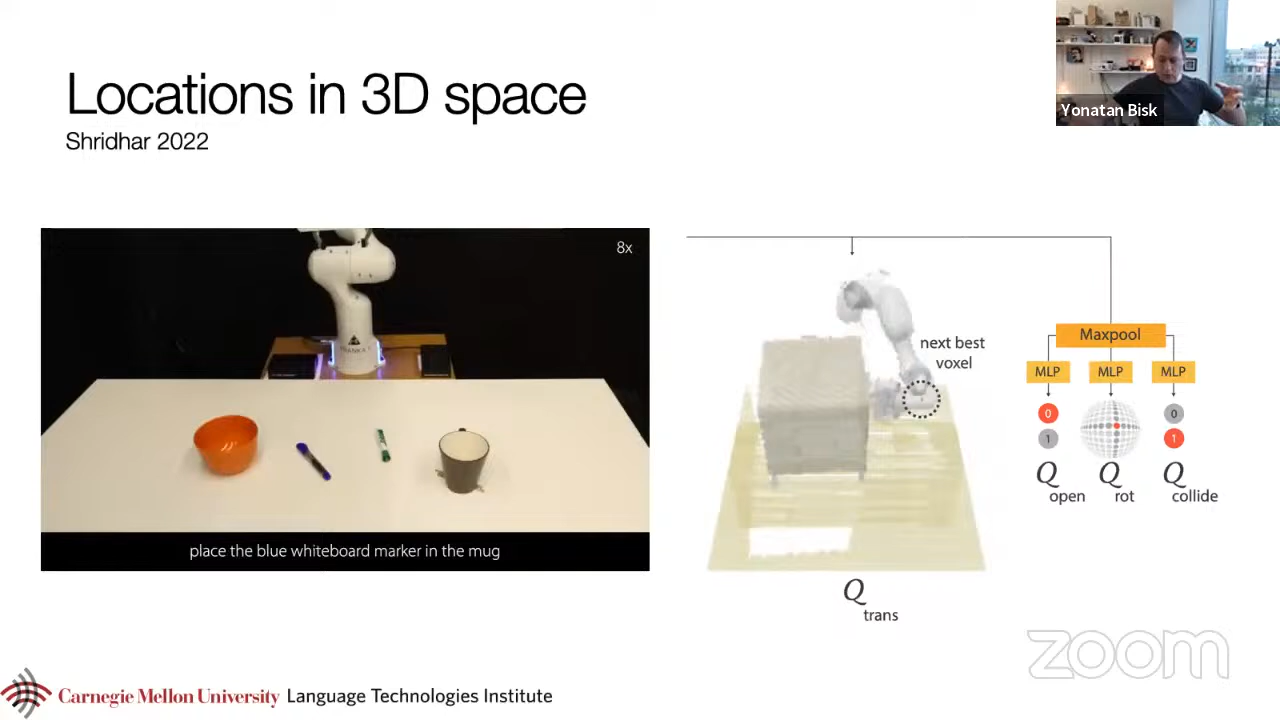 Locations in 3D space
Shridhar 2022
Yonatan Bisk
8x
place the blue whiteboard marker in the mug
next best
voxel
Q
trans
Maxpool
MLP MLP MLP
0 0
1 1
Q open Q rot Q collide
zoom
Carnegie Mellon University Language Technologies Institute